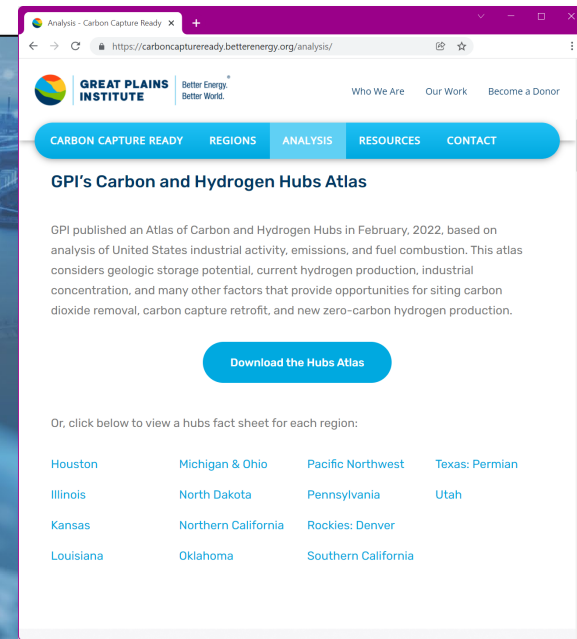 Analysis - Carbon Capture Ready
https://carboncaptureready.betterenergy.org/analysis/
GREAT PLAINS INSTITUTE
Better Energy.
Better World.
Who We Are Our Work Become a Donor
CARBON CAPTURE READY REGIONS ANALYSIS RESOURCES CONTACT
GPI's Carbon and Hydrogen Hubs Atlas
GPI published an Atlas of Carbon and Hydrogen Hubs in February, 2022, based on
analysis of United States industrial activity, emissions, and fuel combustion. This atlas
considers geologic storage potential, current hydrogen production, industrial
concentration, and many other factors that provide opportunities for siting carbon
dioxide removal, carbon capture retrofit, and new zero-carbon hydrogen production.
Download the Hubs Atlas
Or, click below to view a hubs fact sheet for each region:
Houston Michigan & Ohio Pacific Northwest Texas: Permian
Illinois North Dakota Pennsylvania Utah
Kansas Northern California Rockies: Denver
Louisiana Oklahoma Southern California